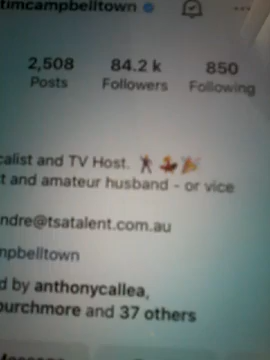 timcampbelltown
2,508 84.2 k 850
Posts Followers Following
calist and TV Host. 🕺💃🎉
t and amateur husband - or vice
ndre@tsatalent.com.au
mpbelltown
d by anthonycallea,
burchmore and 37 others